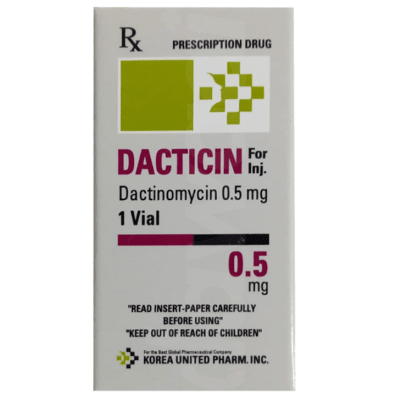 Rx PRESCRIPTION DRUG
DACTICIN For Inj.
Dactinomycin 0.5 mg
1 Vial
0.5
mg
"READ INSERT-PAPER CAREFULLY
BEFORE USING"
"KEEP OUT OF REACH OF CHILDREN"
For the Best Global Pharmaceutical Company
KOREA UNITED PHARM. INC.